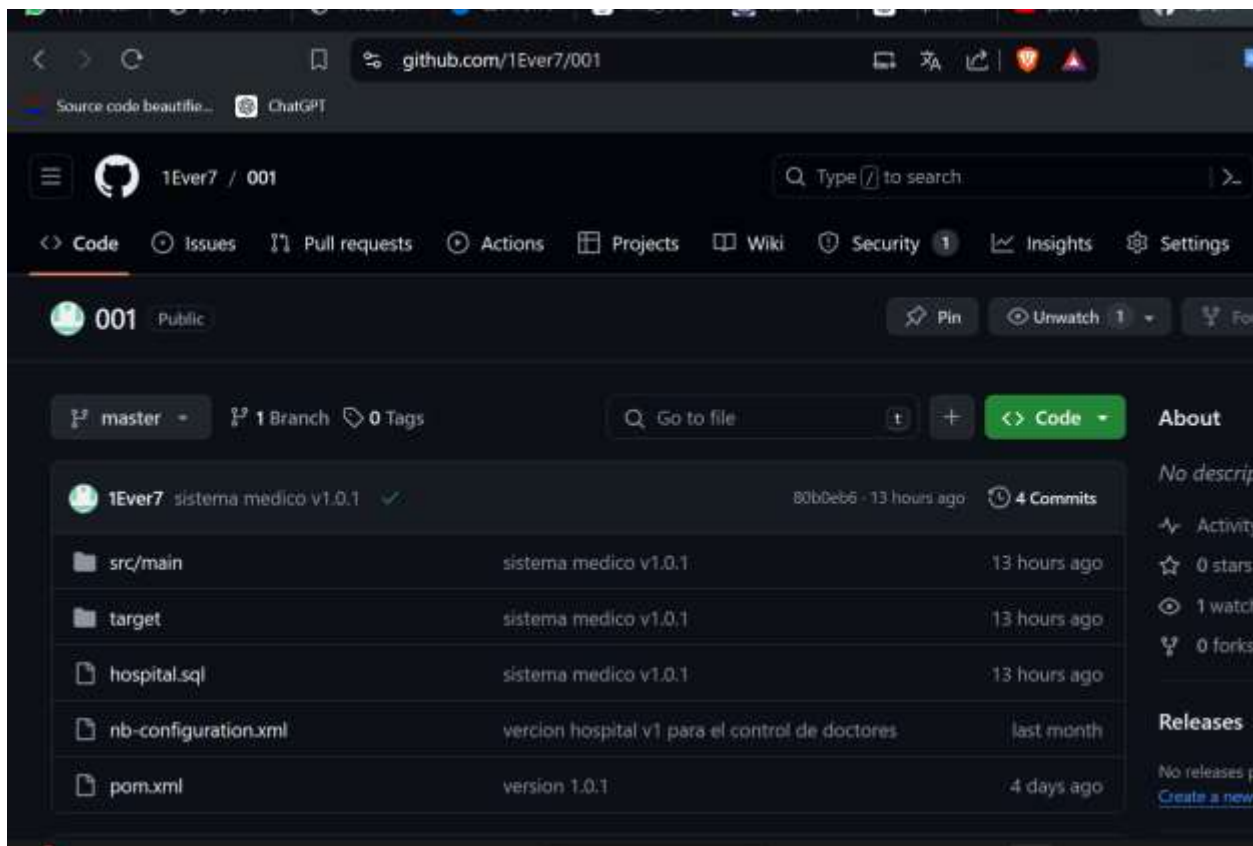 github.com/1Ever7/001
Source code beautifie... ChatGPT
1Ever7 / 001 Type / to search
Code Issues Pull requests Actions Projects Wiki Security 1 Insights Settings
001 Public Pin Unwatch 1
master 1 Branch 0 Tags Go to file t Code About
No
1Ever7 sistema medico v1.0.1 80b0eb6 · 13 hours ago 4 Commits
src/main sistema medico v1.0.1 13 hours ago
0 stars
target sistema medico v1.0.1 13 hours ago
hospital.sql sistema medico v1.0.1 13 hours ago
0 forks
nb-configuration.xml vercion hospital v1 para el control de doctores last month
Releases
pom.xml version 1.0.1 4 days ago
No releases
Create a new